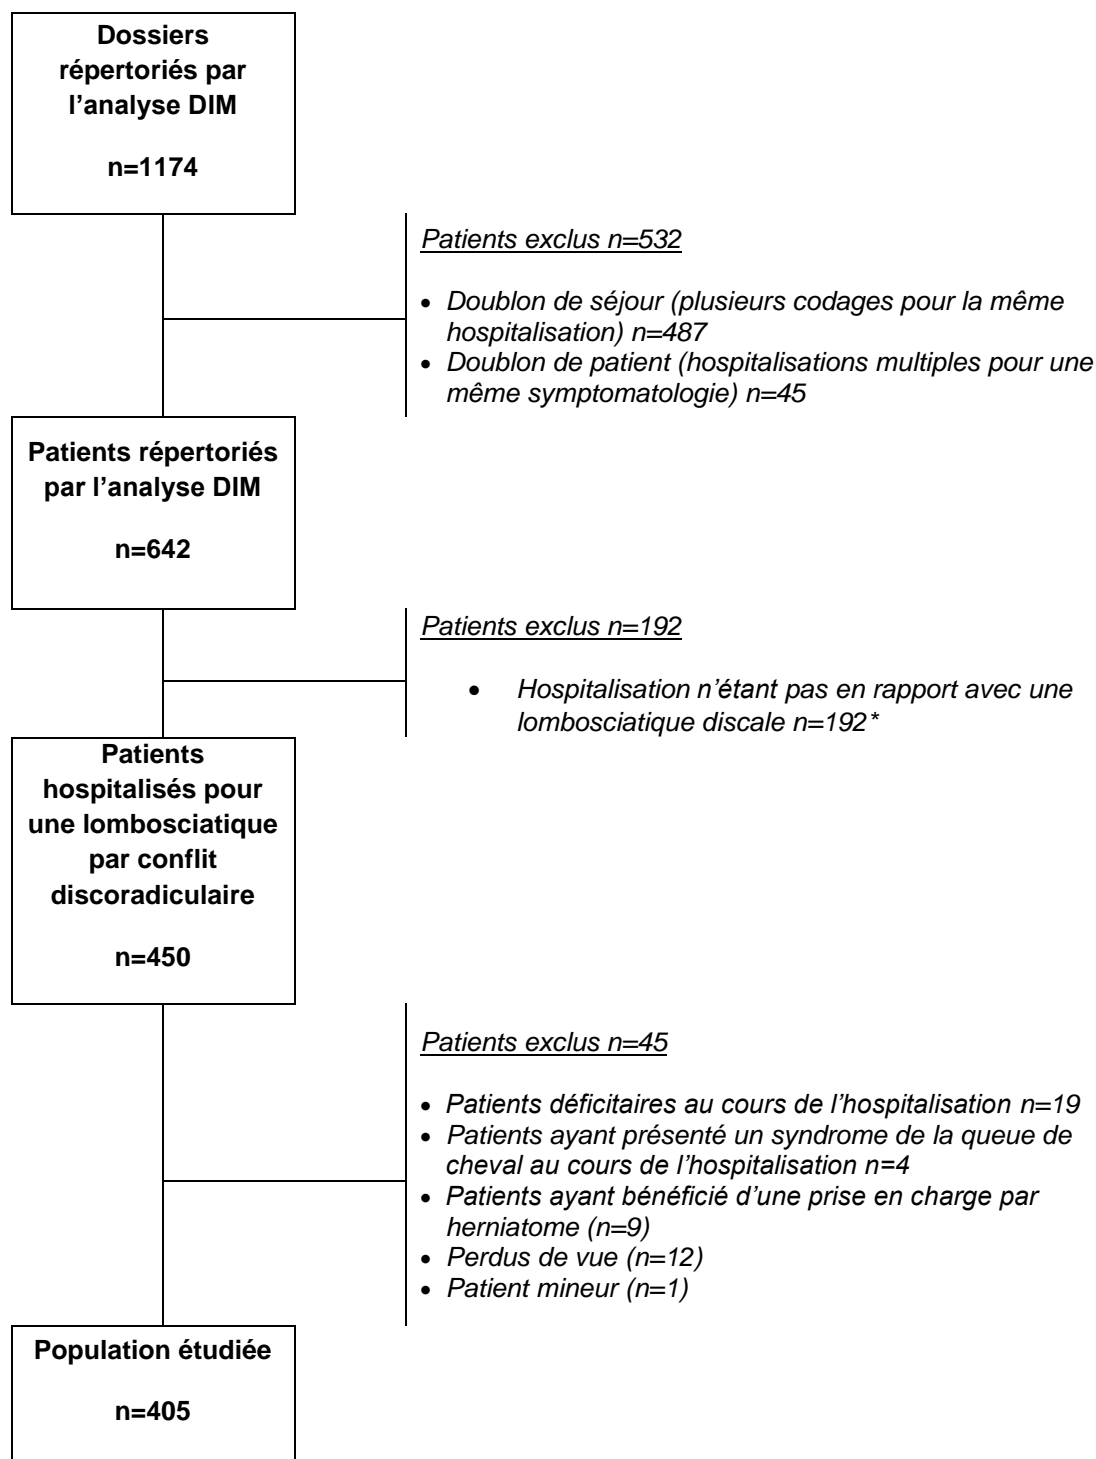 Dossiers
répertoriés par
l’analyse DIM
n=1174
Patients exclus n=532
• Doublon de séjour (plusieurs codages pour la même
hospitalisation) n=487
• Doublon de patient (hospitalisations multiples pour une
même symptomatologie) n=45
Patients répertoriés
par l’analyse DIM
n=642
Patients exclus n=192
• Hospitalisation n’étant pas en rapport avec une
lombosciatique discale n=192*
Patients
hospitalisés pour
une lombosciatique
par conflit
discoradiculaire
n=450
Patients exclus n=45
• Patients déficitaires au cours de l’hospitalisation n=19
• Patients ayant présenté un syndrome de la queue de
cheval au cours de l’hospitalisation n=4
• Patients ayant bénéficié d’une prise en charge par
herniatome (n=9)
• Perdus de vue (n=12)
• Patient mineur (n=1)
Population étudiée
n=405